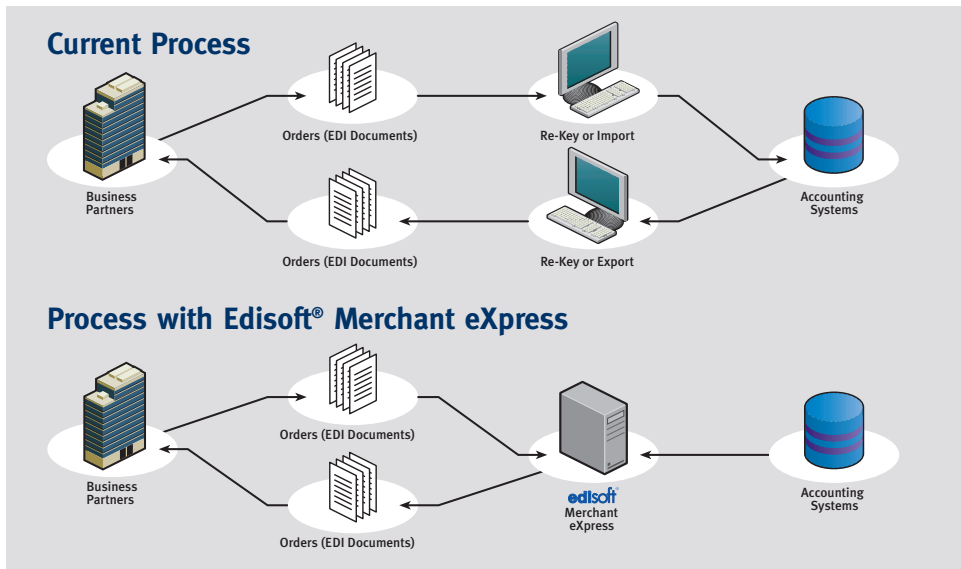 Current Process
Orders (EDI Documents)
Re-Key or Import
Business
Partners
Accounting
Systems
Orders (EDI Documents)
Re-Key or Export
Process with Edisoft® Merchant eXpress
Orders (EDI Documents)
Business
Partners
edisoft®
Merchant
eXpress
Accounting
Systems
Orders (EDI Documents)